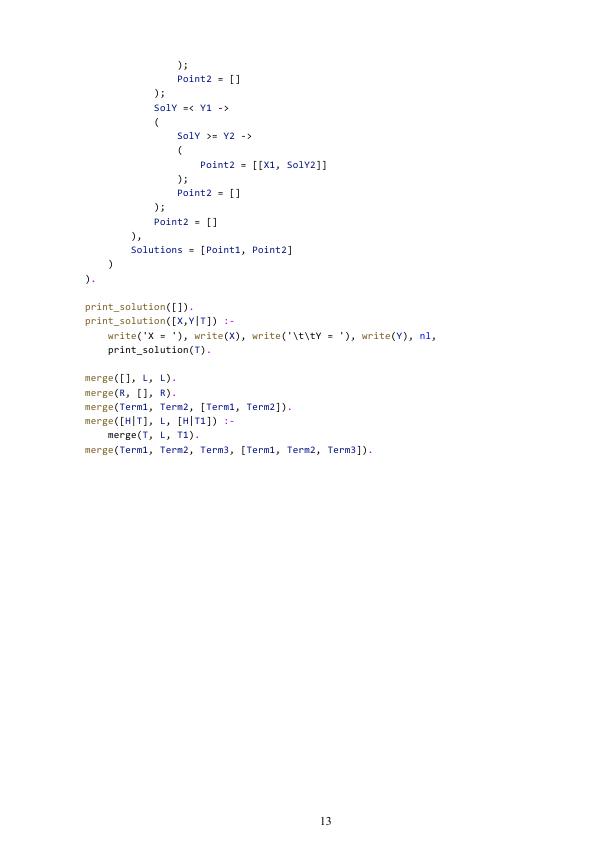 );
                Point2 = []
            );
            SolY =< Y1 ->
            (
                SolY >= Y2 ->
                (
                    Point2 = [[X1, SolY2]]
                );
                Point2 = []
            );
            Point2 = []
        ),
        Solutions = [Point1, Point2]
    )
).

print_solution([]).
print_solution([X,Y|T]) :-
    write('X = '), write(X), write('\t\tY = '), write(Y), nl,
    print_solution(T).

merge([], L, L).
merge(R, [], R).
merge(Term1, Term2, [Term1, Term2]).
merge([H|T], L, [H|T1]) :-
    merge(T, L, T1).
merge(Term1, Term2, Term3, [Term1, Term2, Term3]).

13